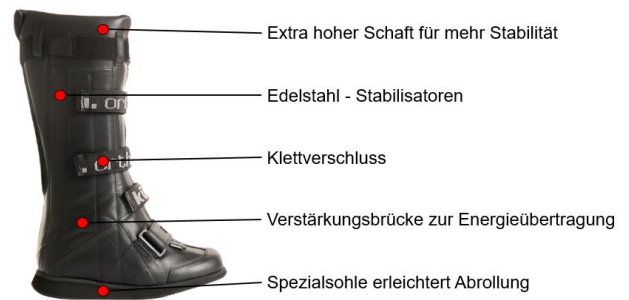 Extra hoher Schaft für mehr Stabilität
Edelstahl - Stabilisatoren
Klettverschluss
Verstärkungsbrücke zur Energieübertragung
Spezialsohle erleichtert Abrollung